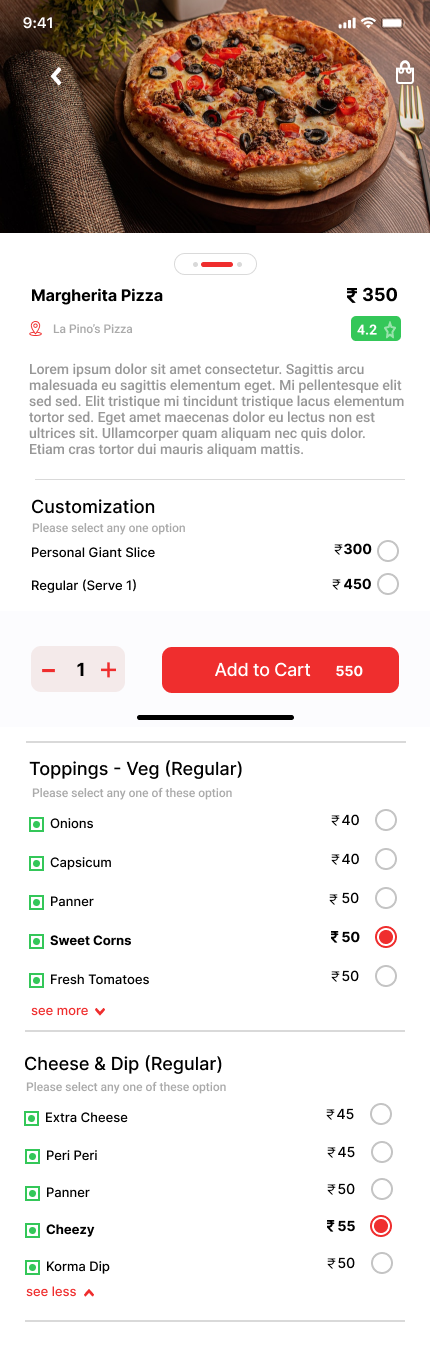 9:41
Margherita Pizza ₹ 350
La Pino's Pizza 4.2
Lorem ipsum dolor sit amet consectetur. Sagittis arcu
malesuada eu sagittis elementum eget. Mi pellentesque elit
sed sed. Elit tristique mi tincidunt tristique lacus elementum
tortor sed. Eget amet maecenas dolor eu lectus non est
ultrices sit. Ullamcorper quam aliquam nec quis dolor.
Etiam cras tortor dui mauris aliquam mattis.
Customization
Please select any one option
Personal Giant Slice ₹300
Regular (Serve 1) ₹ 450
− 1 + Add to Cart 550
Toppings - Veg (Regular)
Please select any one of these option
Onions ₹40
Capsicum ₹40
Panner ₹ 50
Sweet Corns ₹ 50
Fresh Tomatoes ₹50
see more
Cheese & Dip (Regular)
Please select any one of these option
Extra Cheese ₹45
Peri Peri ₹45
Panner ₹50
Cheezy ₹ 55
Korma Dip ₹50
see less